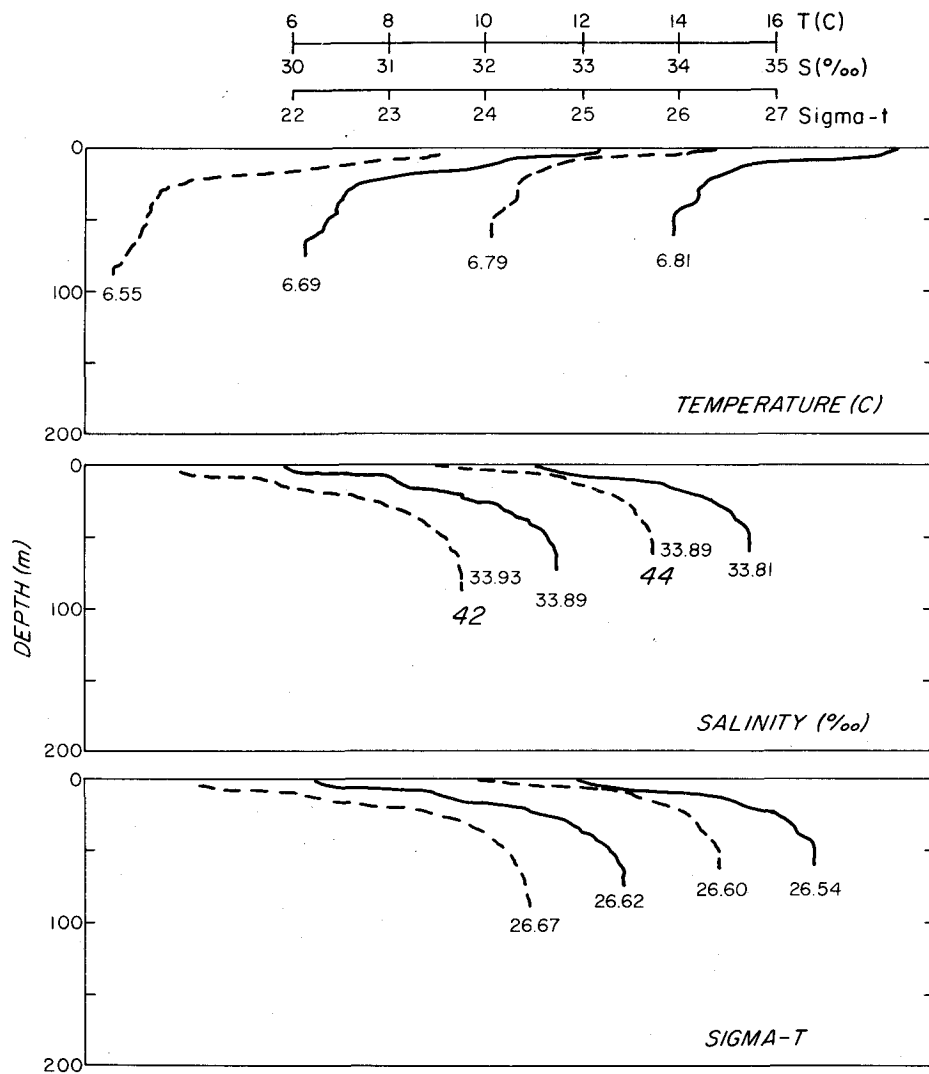 6 8 10 12 14 16 T(C)
30 31 32 33 34 35 S(‰)
22 23 24 25 26 27 Sigma-t
0
6.55 6.69 6.79 6.81
100
TEMPERATURE (C)
200
0
33.93 33.89 33.89 33.81
42 44
100
SALINITY (‰)
200
0
26.67 26.62 26.60 26.54
100
SIGMA-T
200
DEPTH (m)